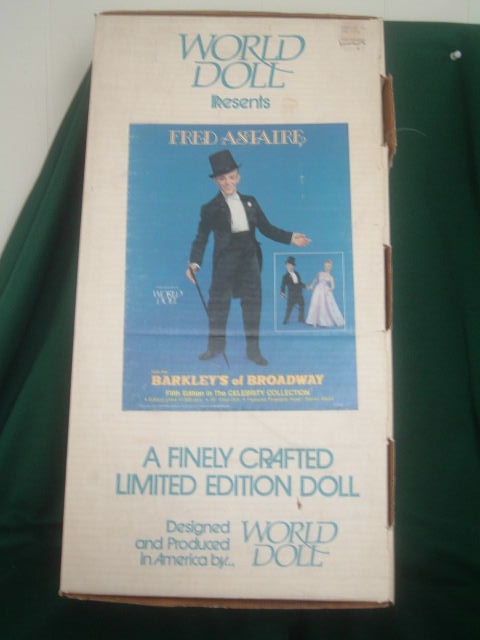 WORLD
DOLL
Presents
FRED ASTAIRE
WORLD
DOLL
BARKLEY'S of BROADWAY
Fifth Edition in The CELEBRITY COLLECTION
A FINELY CRAFTED
LIMITED EDITION DOLL
Designed
and Produced
in America by...
WORLD
DOLL